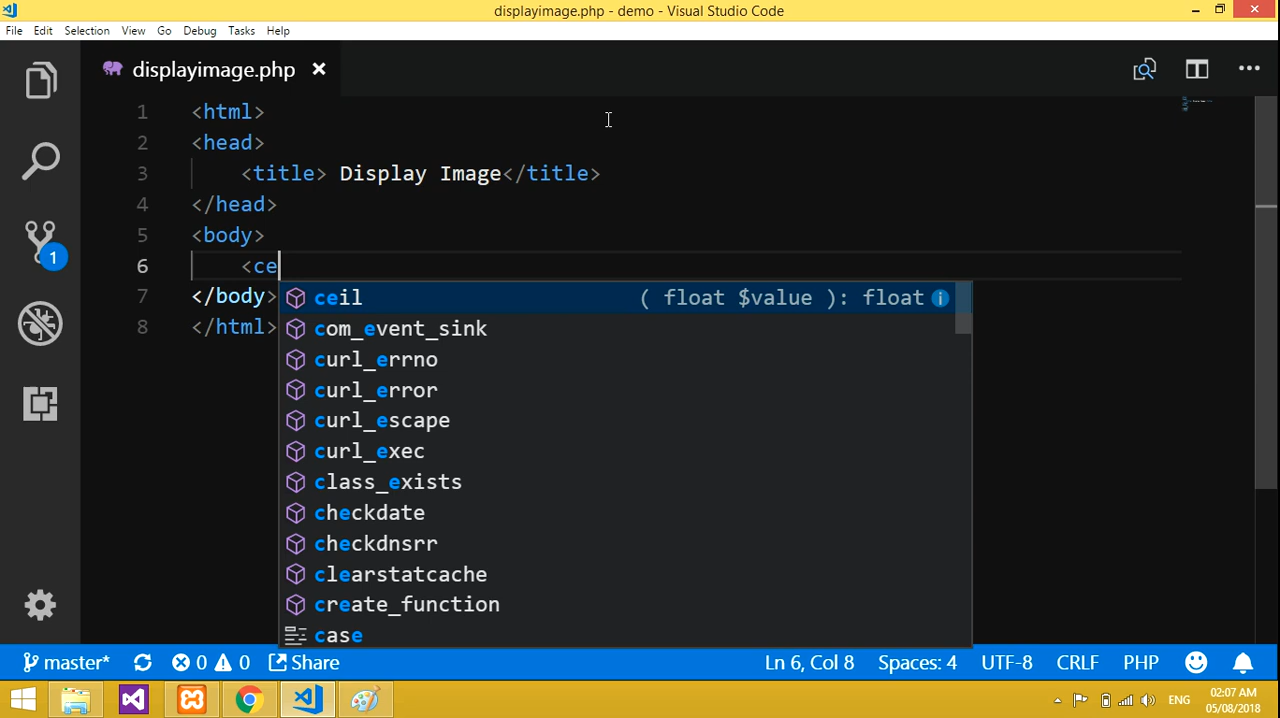 displayimage.php - demo - Visual Studio Code
File Edit Selection View Go Debug Tasks Help
displayimage.php ×
1 <html>
2 <head>
3 <title> Display Image</title>
4 </head>
5 <body>
6 <ce
7 </body>
8 </html>
ceil ( float $value ): float
com_event_sink
curl_errno
curl_error
curl_escape
curl_exec
class_exists
checkdate
checkdnsrr
clearstatcache
create_function
case
1
master* 0 0 Share Ln 6, Col 8 Spaces: 4 UTF-8 CRLF PHP
ENG 02:07 AM
05/08/2018